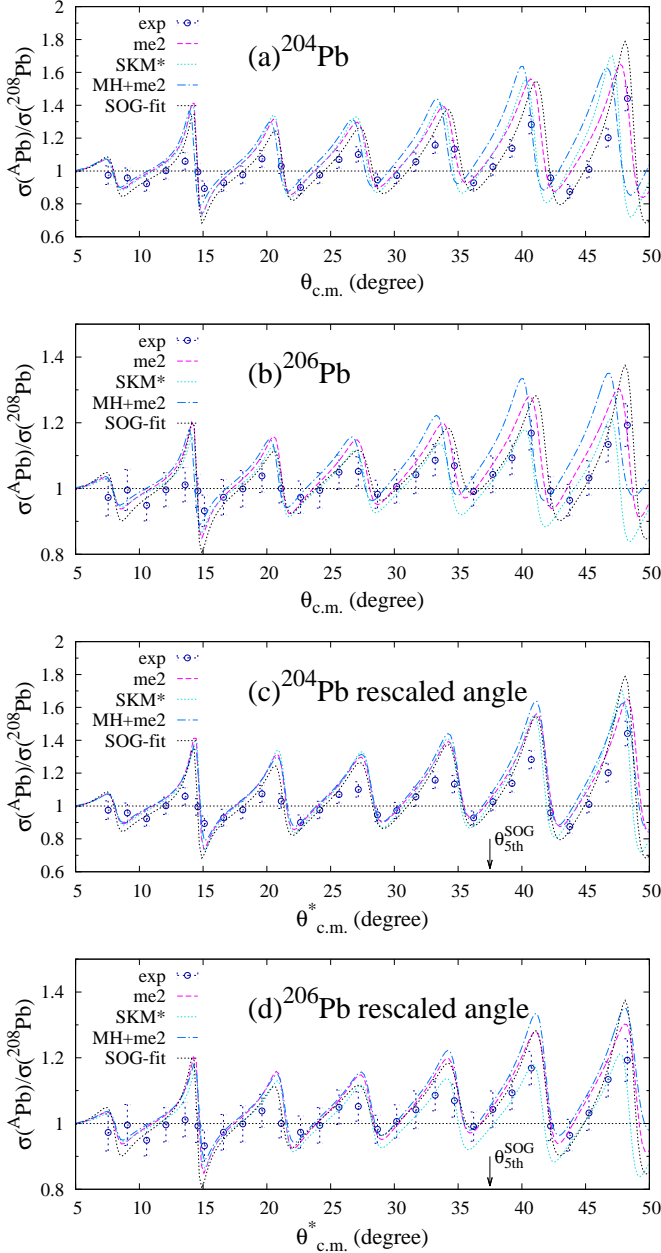 2
1.8
1.6
1.4
1.2
1
0.8
0.6
σ(ᴬPb)/σ(²⁰⁸Pb)
exp
me2
SKM*
MH+me2
SOG-fit
(a)²⁰⁴Pb
5 10 15 20 25 30 35 40 45 50
θc.m. (degree)
1.4
1.2
1
0.8
σ(ᴬPb)/σ(²⁰⁸Pb)
exp
me2
SKM*
MH+me2
SOG-fit
(b)²⁰⁶Pb
5 10 15 20 25 30 35 40 45 50
θc.m. (degree)
2
1.8
1.6
1.4
1.2
1
0.8
0.6
σ(ᴬPb)/σ(²⁰⁸Pb)
exp
me2
SKM*
MH+me2
SOG-fit
(c)²⁰⁴Pb rescaled angle
θ5th^SOG
5 10 15 20 25 30 35 40 45 50
θ*c.m. (degree)
1.4
1.2
1
0.8
σ(ᴬPb)/σ(²⁰⁸Pb)
exp
me2
SKM*
MH+me2
SOG-fit
(d)²⁰⁶Pb rescaled angle
θ5th^SOG
5 10 15 20 25 30 35 40 45 50
θ*c.m. (degree)